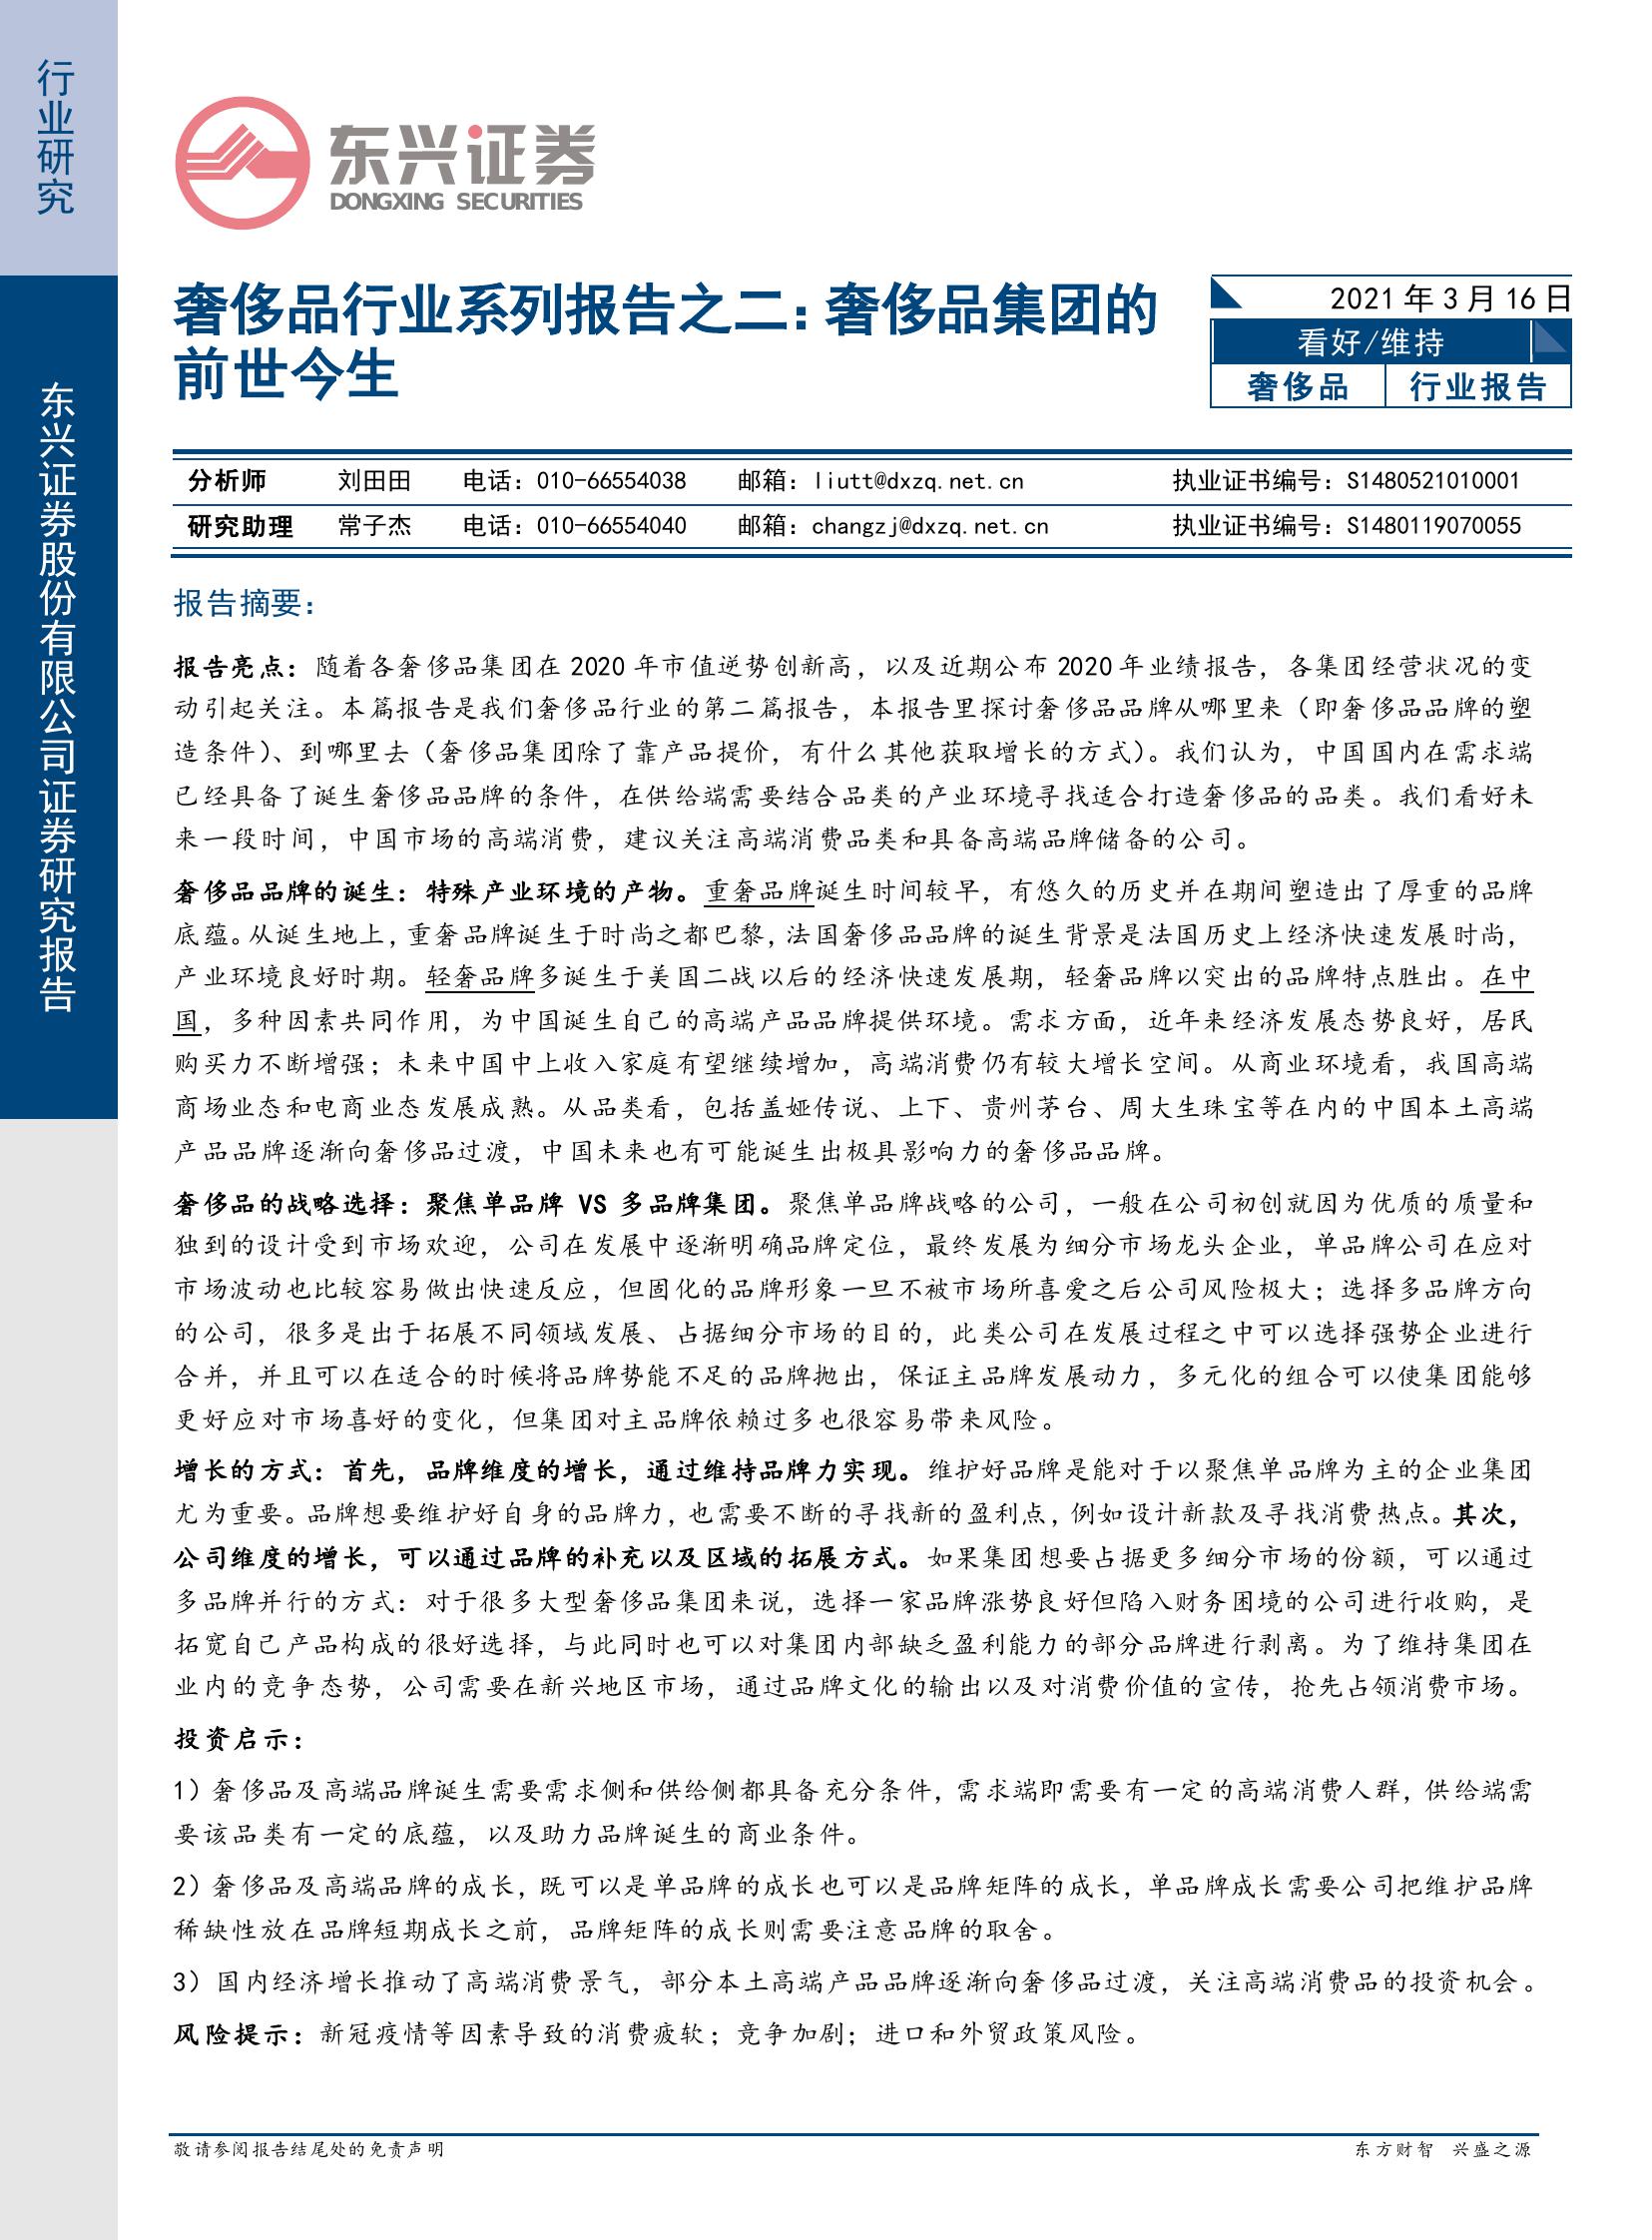 行业研究
东兴证券股份有限公司证券研究报告
东兴证券
DONGXING SECURITIES
奢侈品行业系列报告之二：奢侈品集团的
前世今生
2021 年 3 月 16 日
看好/维持
奢侈品 行业报告
分析师 刘田田 电话：010-66554038 邮箱：liutt@dxzq.net.cn 执业证书编号：S1480521010001
研究助理 常子杰 电话：010-66554040 邮箱：changzj@dxzq.net.cn 执业证书编号：S1480119070055
报告摘要：
报告亮点：随着各奢侈品集团在 2020 年市值逆势创新高，以及近期公布 2020 年业绩报告，各集团经营状况的变
动引起关注。本篇报告是我们奢侈品行业的第二篇报告，本报告里探讨奢侈品品牌从哪里来（即奢侈品品牌的塑
造条件）、到哪里去（奢侈品集团除了靠产品提价，有什么其他获取增长的方式）。我们认为，中国国内在需求端
已经具备了诞生奢侈品品牌的条件，在供给端需要结合品类的产业环境寻找适合打造奢侈品的品类。我们看好未
来一段时间，中国市场的高端消费，建议关注高端消费品类和具备高端品牌储备的公司。
奢侈品品牌的诞生：特殊产业环境的产物。重奢品牌诞生时间较早，有悠久的历史并在期间塑造出了厚重的品牌
底蕴。从诞生地上，重奢品牌诞生于时尚之都巴黎，法国奢侈品品牌的诞生背景是法国历史上经济快速发展时尚，
产业环境良好时期。轻奢品牌多诞生于美国二战以后的经济快速发展期，轻奢品牌以突出的品牌特点胜出。在中
国，多种因素共同作用，为中国诞生自己的高端产品品牌提供环境。需求方面，近年来经济发展态势良好，居民
购买力不断增强；未来中国中上收入家庭有望继续增加，高端消费仍有较大增长空间。从商业环境看，我国高端
商场业态和电商业态发展成熟。从品类看，包括盖娅传说、上下、贵州茅台、周大生珠宝等在内的中国本土高端
产品品牌逐渐向奢侈品过渡，中国未来也有可能诞生出极具影响力的奢侈品品牌。
奢侈品的战略选择：聚焦单品牌 VS 多品牌集团。聚焦单品牌战略的公司，一般在公司初创就因为优质的质量和
独到的设计受到市场欢迎，公司在发展中逐渐明确品牌定位，最终发展为细分市场龙头企业，单品牌公司在应对
市场波动也比较容易做出快速反应，但固化的品牌形象一旦不被市场所喜爱之后公司风险极大；选择多品牌方向
的公司，很多是出于拓展不同领域发展、占据细分市场的目的，此类公司在发展过程之中可以选择强势企业进行
合并，并且可以在适合的时候将品牌势能不足的品牌抛出，保证主品牌发展动力，多元化的组合可以使集团能够
更好应对市场喜好的变化，但集团对主品牌依赖过多也很容易带来风险。
增长的方式：首先，品牌维度的增长，通过维持品牌力实现。维护好品牌是能对于以聚焦单品牌为主的企业集团
尤为重要。品牌想要维护好自身的品牌力，也需要不断的寻找新的盈利点，例如设计新款及寻找消费热点。其次，
公司维度的增长，可以通过品牌的补充以及区域的拓展方式。如果集团想要占据更多细分市场的份额，可以通过
多品牌并行的方式：对于很多大型奢侈品集团来说，选择一家品牌涨势良好但陷入财务困境的公司进行收购，是
拓宽自己产品构成的很好选择，与此同时也可以对集团内部缺乏盈利能力的部分品牌进行剥离。为了维持集团在
业内的竞争态势，公司需要在新兴地区市场，通过品牌文化的输出以及对消费价值的宣传，抢先占领消费市场。
投资启示：
1）奢侈品及高端品牌诞生需要需求侧和供给侧都具备充分条件，需求端即需要有一定的高端消费人群，供给端需
要该品类有一定的底蕴，以及助力品牌诞生的商业条件。
2）奢侈品及高端品牌的成长，既可以是单品牌的成长也可以是品牌矩阵的成长，单品牌成长需要公司把维护品牌
稀缺性放在品牌短期成长之前，品牌矩阵的成长则需要注意品牌的取舍。
3）国内经济增长推动了高端消费景气，部分本土高端产品品牌逐渐向奢侈品过渡，关注高端消费品的投资机会。
风险提示：新冠疫情等因素导致的消费疲软；竞争加剧；进口和外贸政策风险。
敬请参阅报告结尾处的免责声明 东方财智 兴盛之源